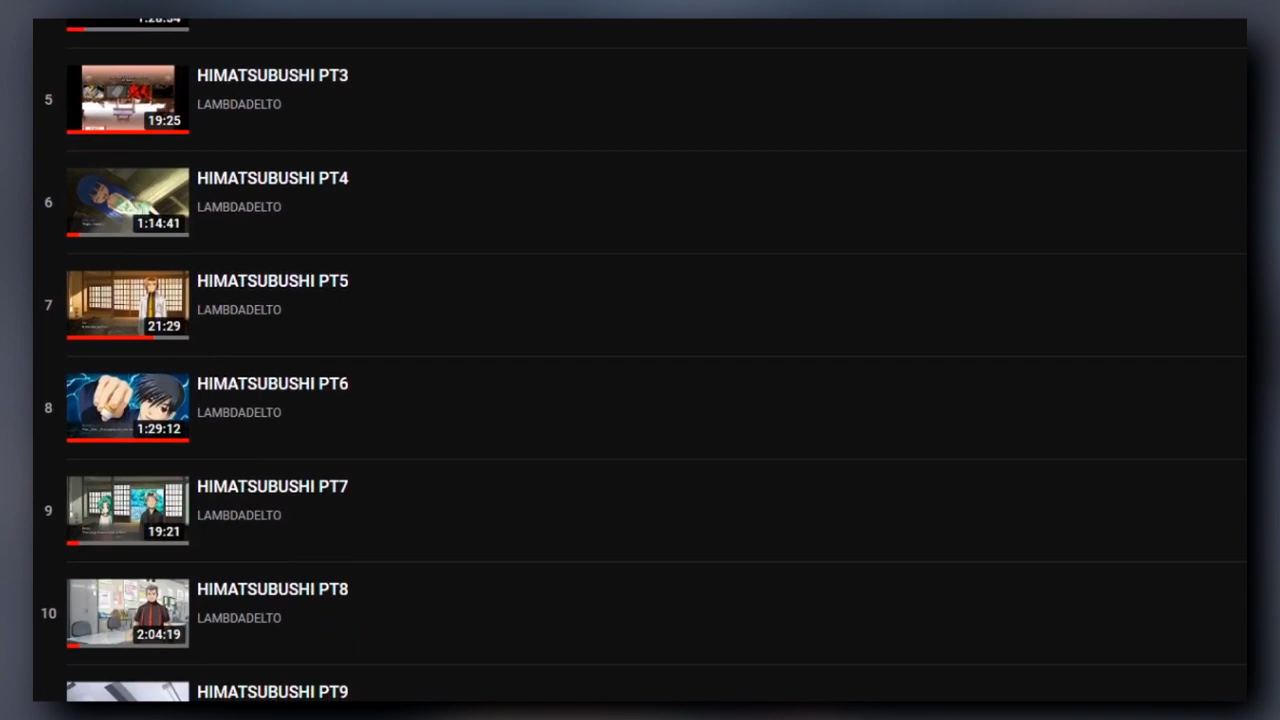 5
HIMATSUBUSHI PT3
LAMBDADELTO
19:25
6
HIMATSUBUSHI PT4
LAMBDADELTO
1:14:41
7
HIMATSUBUSHI PT5
LAMBDADELTO
21:29
8
HIMATSUBUSHI PT6
LAMBDADELTO
1:29:12
9
HIMATSUBUSHI PT7
LAMBDADELTO
19:21
10
HIMATSUBUSHI PT8
LAMBDADELTO
2:04:19
HIMATSUBUSHI PT9